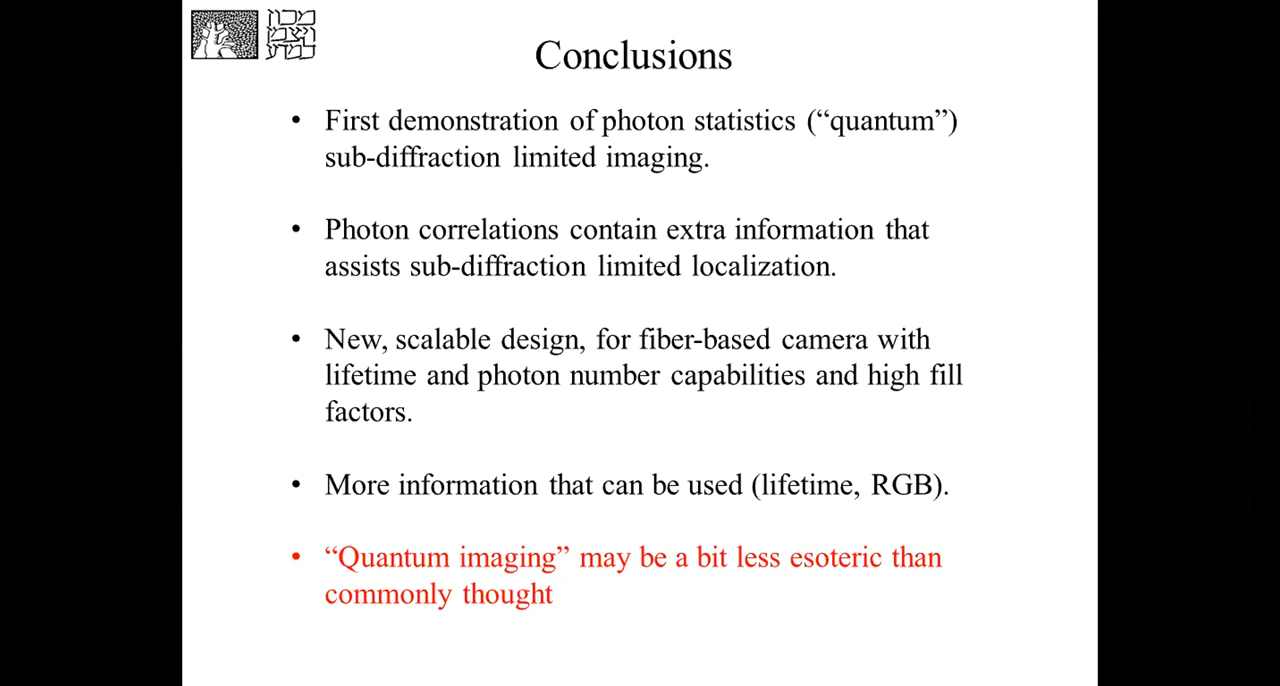 מכון
ויצמן
למדע
Conclusions
• First demonstration of photon statistics (“quantum”)
sub-diffraction limited imaging.
• Photon correlations contain extra information that
assists sub-diffraction limited localization.
• New, scalable design, for fiber-based camera with
lifetime and photon number capabilities and high fill
factors.
• More information that can be used (lifetime, RGB).
• “Quantum imaging” may be a bit less esoteric than
commonly thought